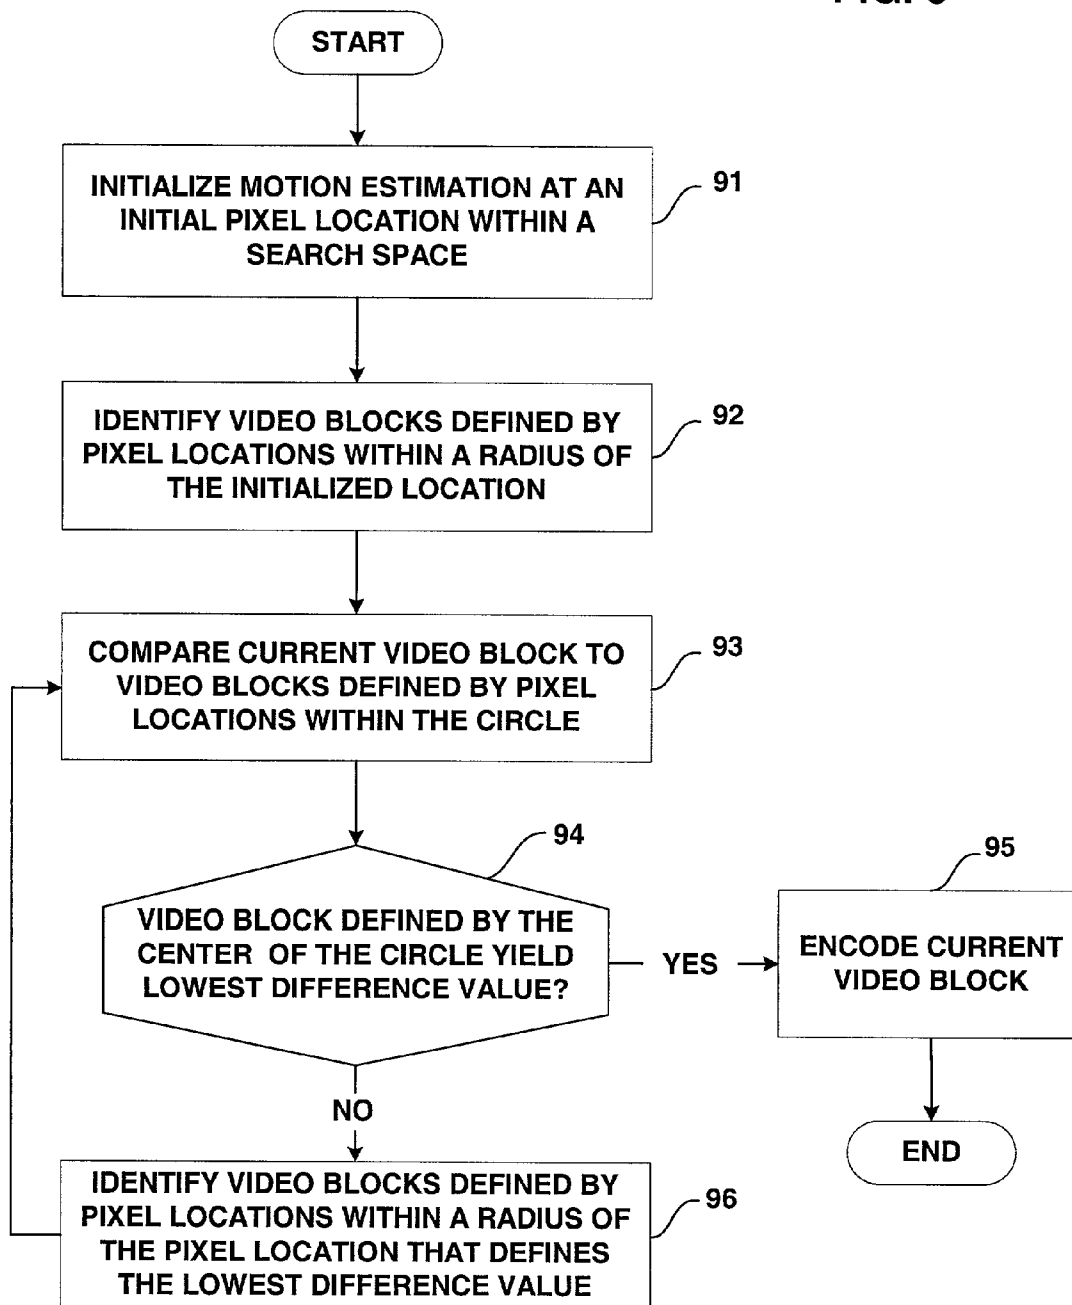 START
INITIALIZE MOTION ESTIMATION AT AN
INITIAL PIXEL LOCATION WITHIN A
SEARCH SPACE
91
IDENTIFY VIDEO BLOCKS DEFINED BY
PIXEL LOCATIONS WITHIN A RADIUS OF
THE INITIALIZED LOCATION
92
COMPARE CURRENT VIDEO BLOCK TO
VIDEO BLOCKS DEFINED BY PIXEL
LOCATIONS WITHIN THE CIRCLE
93
VIDEO BLOCK DEFINED BY THE
CENTER OF THE CIRCLE YIELD
LOWEST DIFFERENCE VALUE?
94
YES
ENCODE CURRENT
VIDEO BLOCK
95
NO
END
IDENTIFY VIDEO BLOCKS DEFINED BY
PIXEL LOCATIONS WITHIN A RADIUS OF
THE PIXEL LOCATION THAT DEFINES
THE LOWEST DIFFERENCE VALUE
96